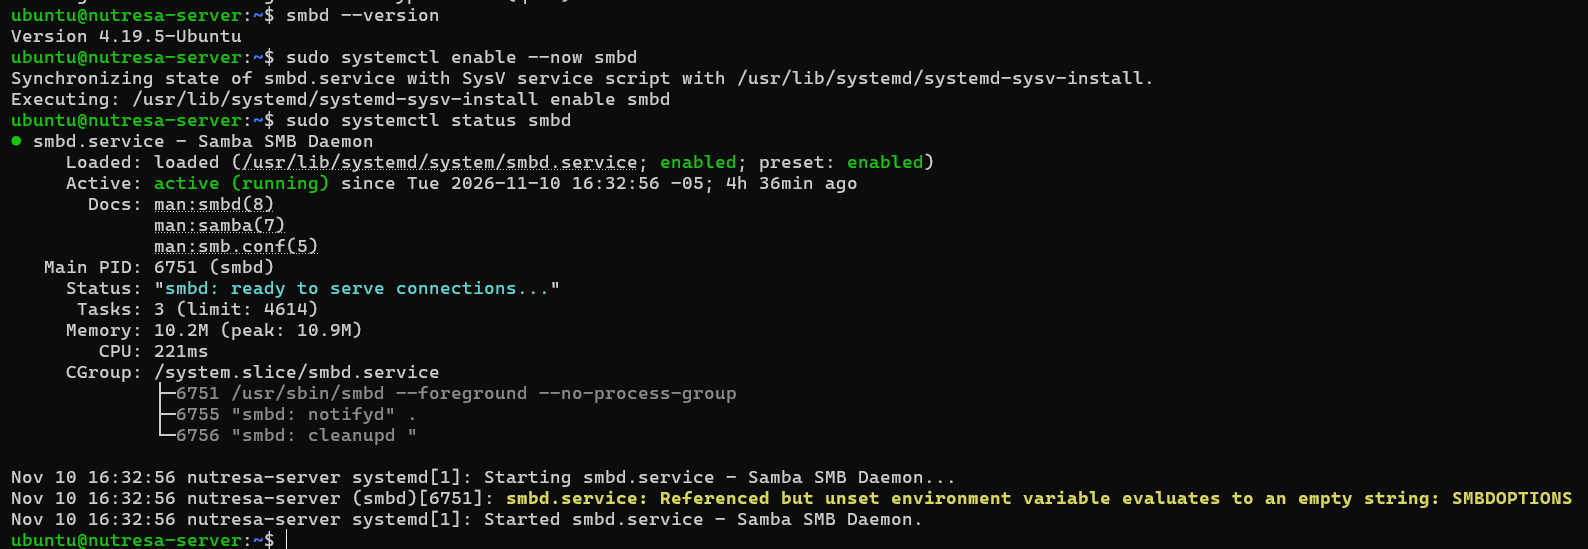 ubuntu@nutresa-server:~$ smbd --version
Version 4.19.5-Ubuntu
ubuntu@nutresa-server:~$ sudo systemctl enable --now smbd
Synchronizing state of smbd.service with SysV service script with /usr/lib/systemd/systemd-sysv-install.
Executing: /usr/lib/systemd/systemd-sysv-install enable smbd
ubuntu@nutresa-server:~$ sudo systemctl status smbd
● smbd.service - Samba SMB Daemon
     Loaded: loaded (/usr/lib/systemd/system/smbd.service; enabled; preset: enabled)
     Active: active (running) since Tue 2026-11-10 16:32:56 -05; 4h 36min ago
       Docs: man:smbd(8)
             man:samba(7)
             man:smb.conf(5)
   Main PID: 6751 (smbd)
     Status: "smbd: ready to serve connections..."
      Tasks: 3 (limit: 4614)
     Memory: 10.2M (peak: 10.9M)
        CPU: 221ms
     CGroup: /system.slice/smbd.service
             ├─6751 /usr/sbin/smbd --foreground --no-process-group
             ├─6755 "smbd: notifyd" .
             └─6756 "smbd: cleanupd "
Nov 10 16:32:56 nutresa-server systemd[1]: Starting smbd.service - Samba SMB Daemon...
Nov 10 16:32:56 nutresa-server (smbd)[6751]: smbd.service: Referenced but unset environment variable evaluates to an empty string: SMBDOPTIONS
Nov 10 16:32:56 nutresa-server systemd[1]: Started smbd.service - Samba SMB Daemon.
ubuntu@nutresa-server:~$